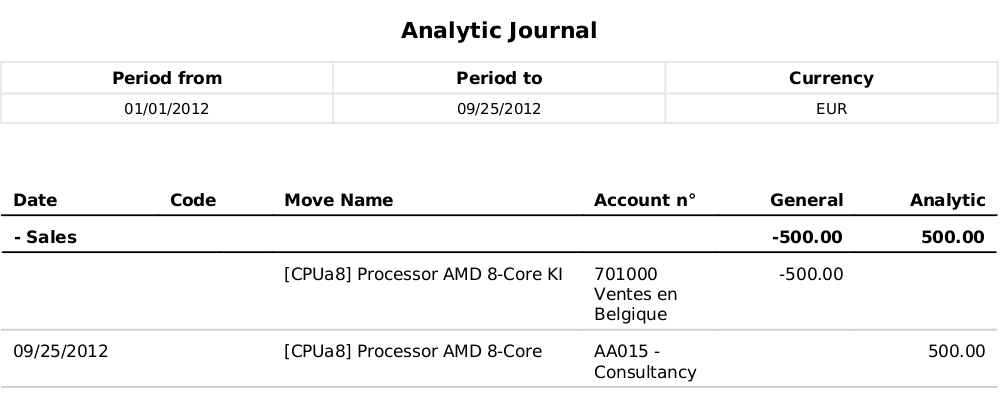 Analytic Journal
Period from Period to Currency
01/01/2012 09/25/2012 EUR
Date Code Move Name Account n° General Analytic
- Sales -500.00 500.00
[CPUa8] Processor AMD 8-Core KI 701000 -500.00
Ventes en
Belgique
09/25/2012 [CPUa8] Processor AMD 8-Core AA015 - 500.00
Consultancy